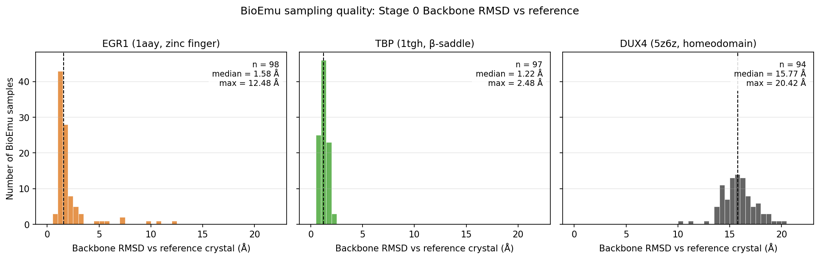 BioEmu sampling quality: Stage 0 Backbone RMSD vs reference
EGR1 (1aay, zinc finger)
TBP (1tgh, β-saddle)
DUX4 (5z6z, homeodomain)
n = 98
median = 1.58 Å
max = 12.48 Å
n = 97
median = 1.22 Å
max = 2.48 Å
n = 94
median = 15.77 Å
max = 20.42 Å
Number of BioEmu samples
40
30
20
10
0
0 5 10 15 20
0 5 10 15 20
0 5 10 15 20
Backbone RMSD vs reference crystal (Å)
Backbone RMSD vs reference crystal (Å)
Backbone RMSD vs reference crystal (Å)